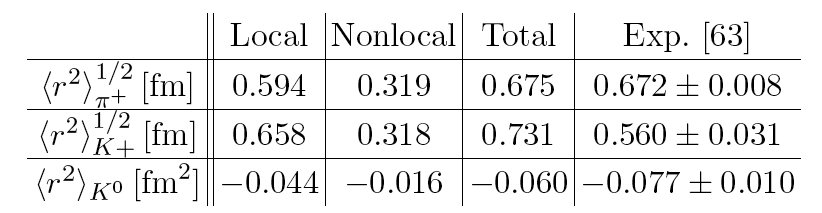 Local Nonlocal Total Exp. [63]
⟨r²⟩^{1/2}_{π⁺} [fm] 0.594 0.319 0.675 0.672 ± 0.008
⟨r²⟩^{1/2}_{K+} [fm] 0.658 0.318 0.731 0.560 ± 0.031
⟨r²⟩_{K⁰} [fm²] −0.044 −0.016 −0.060 −0.077 ± 0.010